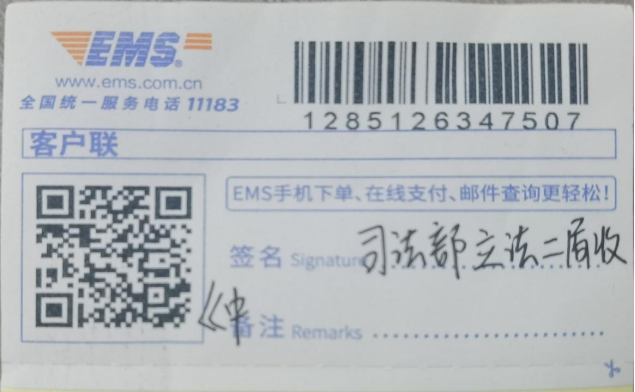 EMS
www.ems.com.cn
全国统一服务电话 11183
1285126347507
客户联
EMS手机下单、在线支付、邮件查询更轻松!
签名 Signature 司法部立法二局收
备注 Remarks
《中